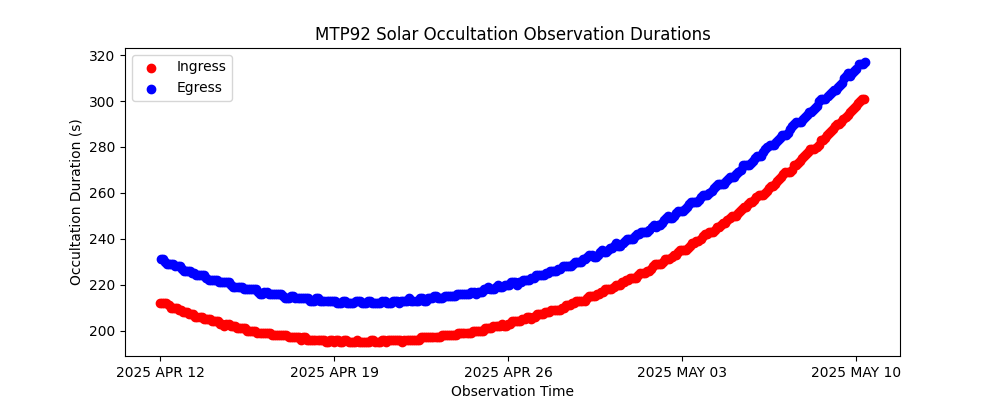 MTP92 Solar Occultation Observation Durations
Ingress
Egress
Occultation Duration (s)
320
300
280
260
240
220
200
2025 APR 12
2025 APR 19
2025 APR 26
2025 MAY 03
2025 MAY 10
Observation Time